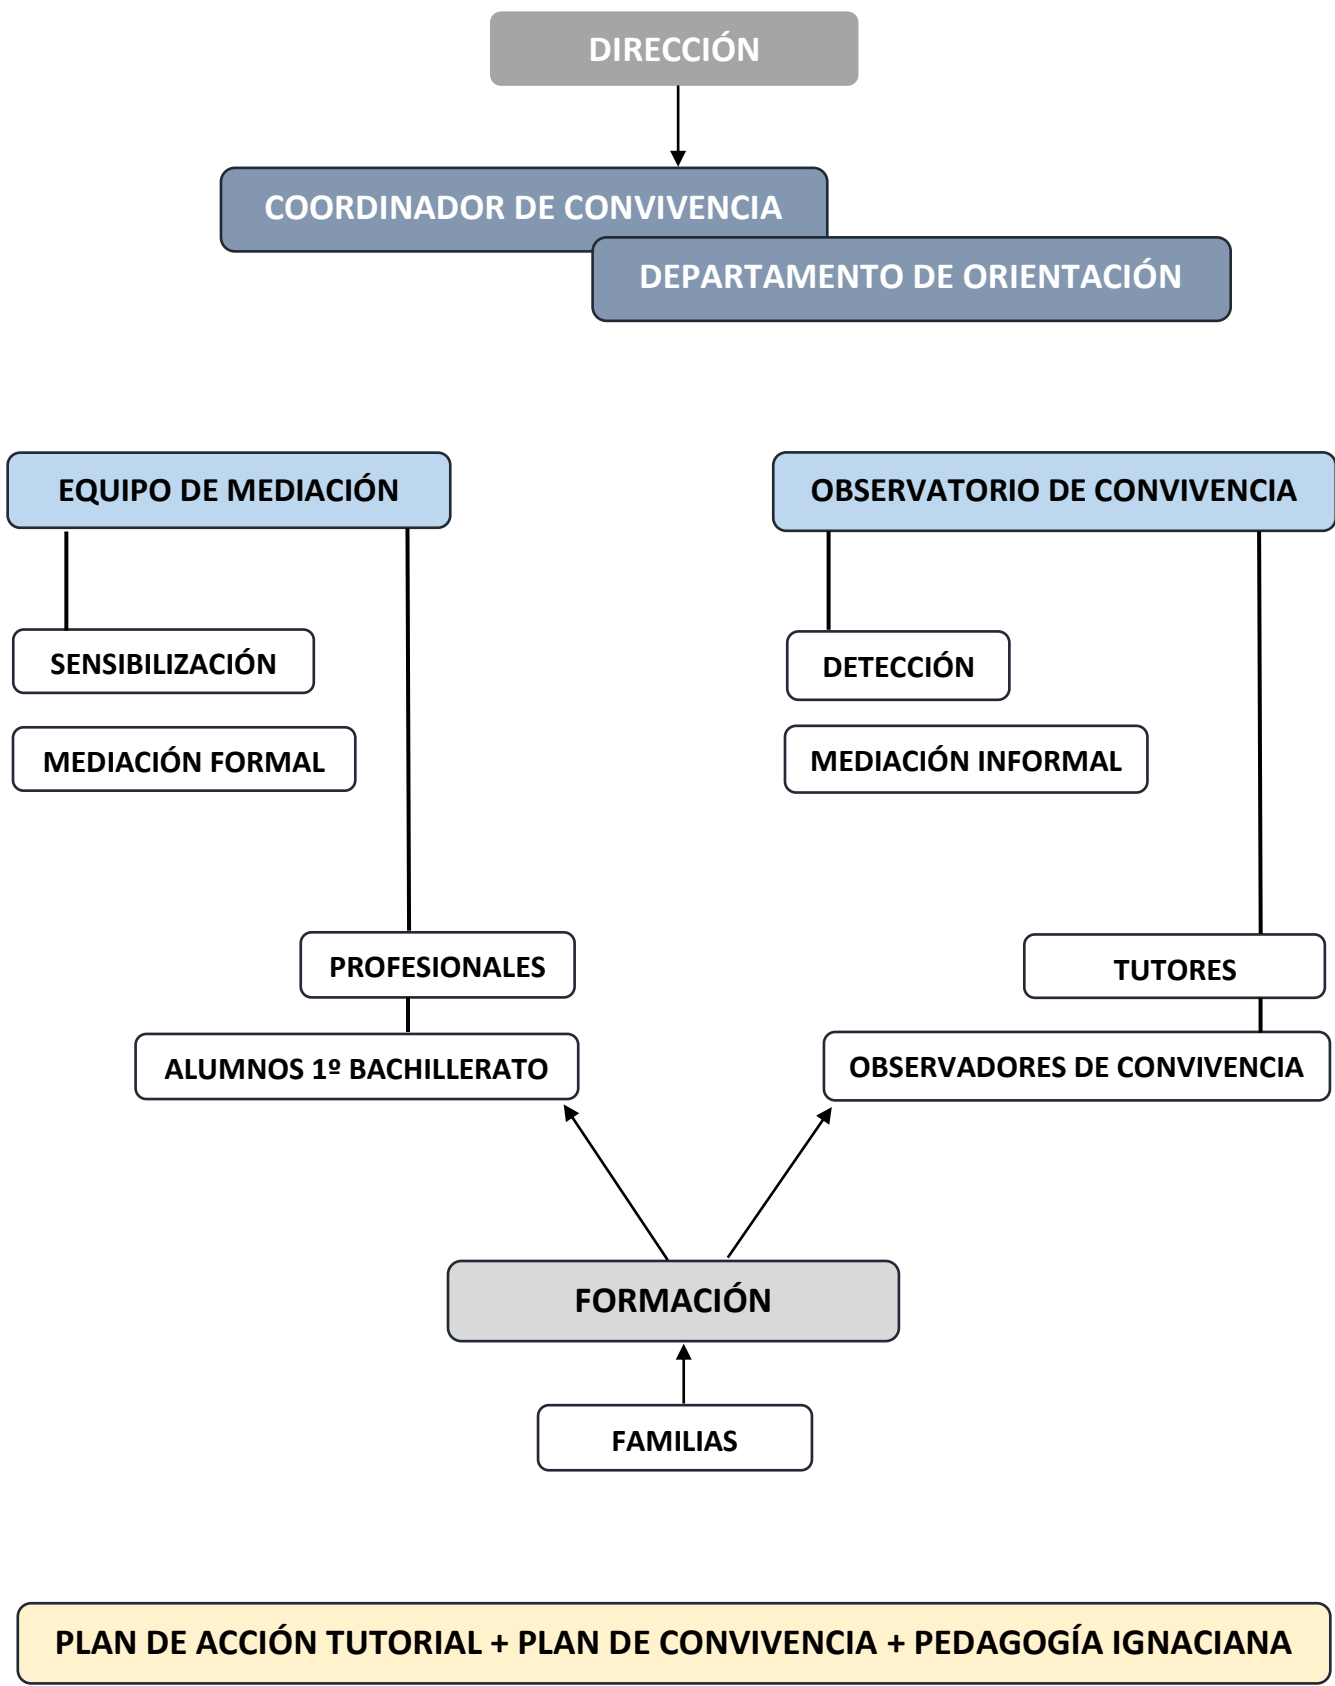 DIRECCIÓN
COORDINADOR DE CONVIVENCIA
DEPARTAMENTO DE ORIENTACIÓN
EQUIPO DE MEDIACIÓN
OBSERVATORIO DE CONVIVENCIA
SENSIBILIZACIÓN
DETECCIÓN
MEDIACIÓN FORMAL
MEDIACIÓN INFORMAL
PROFESIONALES
TUTORES
ALUMNOS 1º BACHILLERATO
OBSERVADORES DE CONVIVENCIA
FORMACIÓN
FAMILIAS
PLAN DE ACCIÓN TUTORIAL + PLAN DE CONVIVENCIA + PEDAGOGÍA IGNACIANA